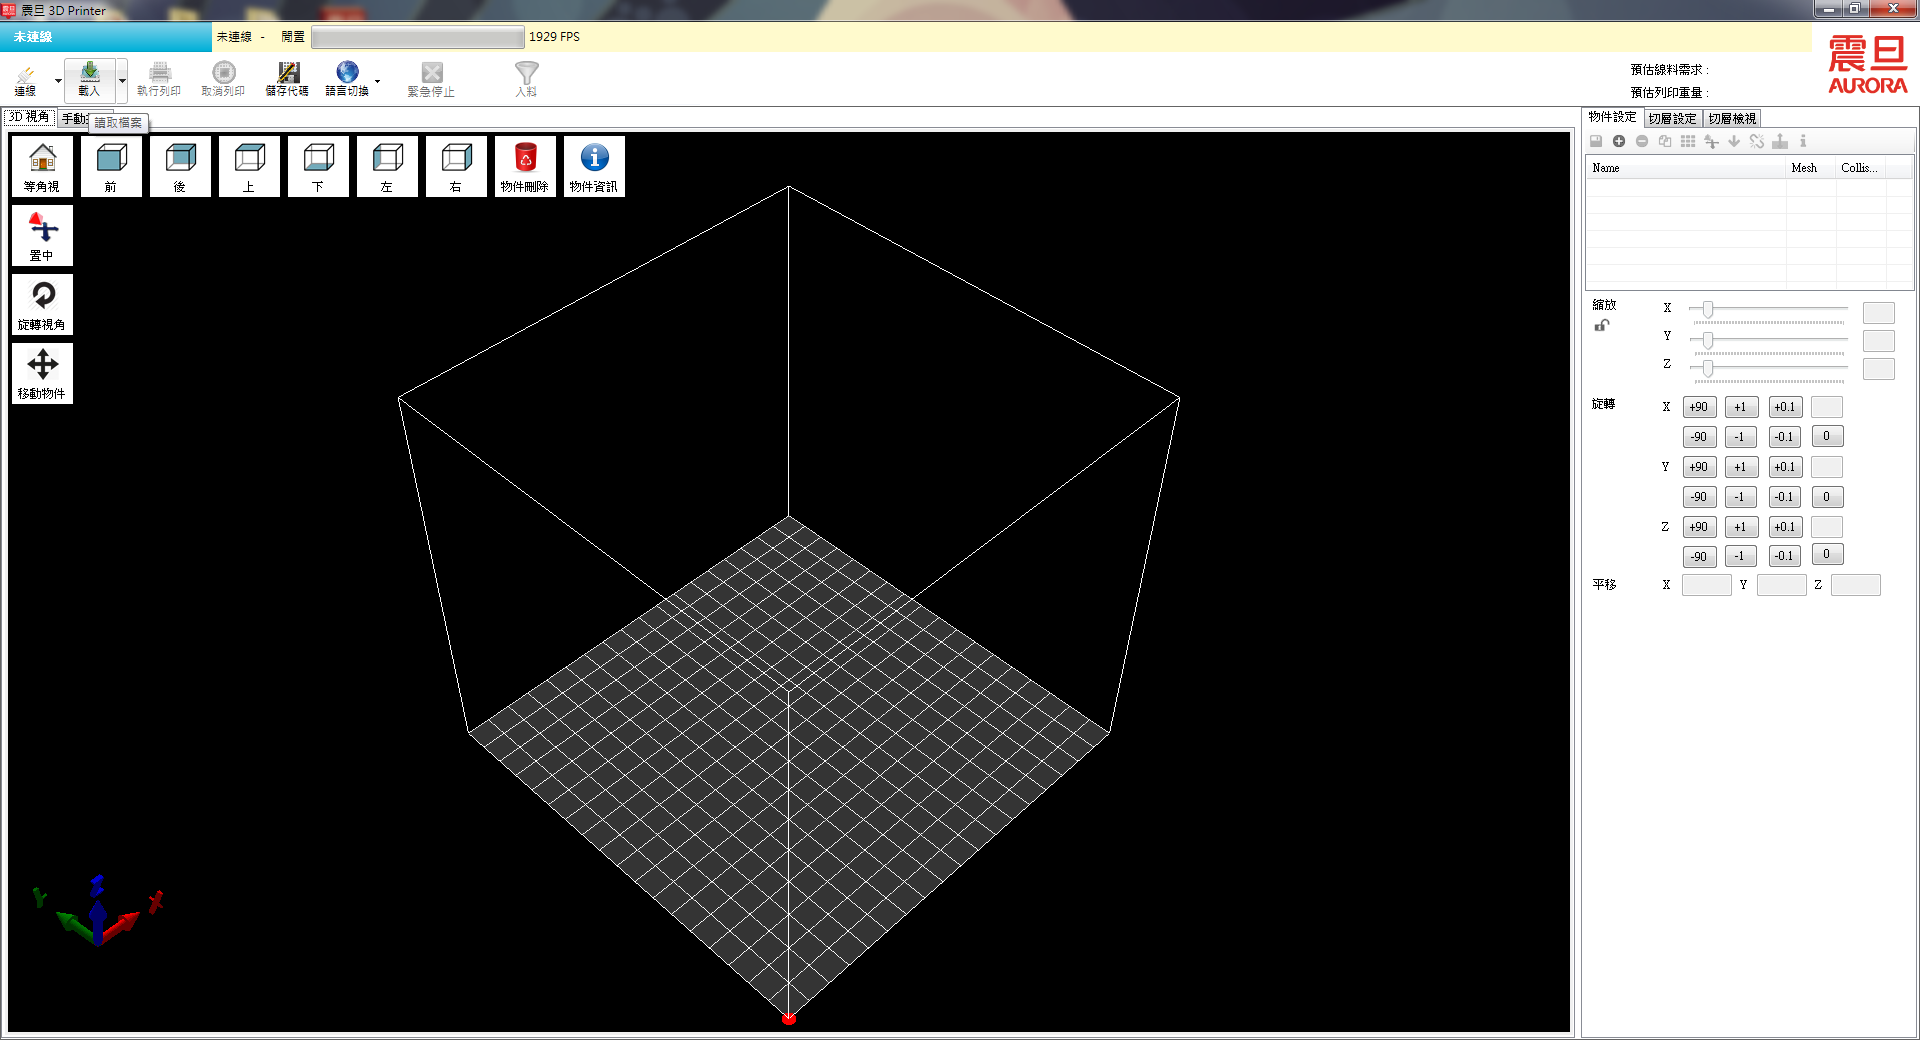 震旦 3D Printer
未連線
未連線 - 閒置
1929 FPS
震旦
AURORA
連線
載入
執行列印
取消列印
儲存代碼
語言切換
緊急停止
入料
預估線料需求 :
預估列印重量 :
3D 視角
手動
讀取檔案
等角視
前
後
上
下
左
右
物件刪除
物件資訊
置中
旋轉視角
移動物件
Z
Y
X
物件設定
切層設定
切層檢視
Name Mesh Collis...
縮放
X
Y
Z
旋轉
X +90 +1 +0.1
-90 -1 -0.1 0
Y +90 +1 +0.1
-90 -1 -0.1 0
Z +90 +1 +0.1
-90 -1 -0.1 0
平移 X Y Z